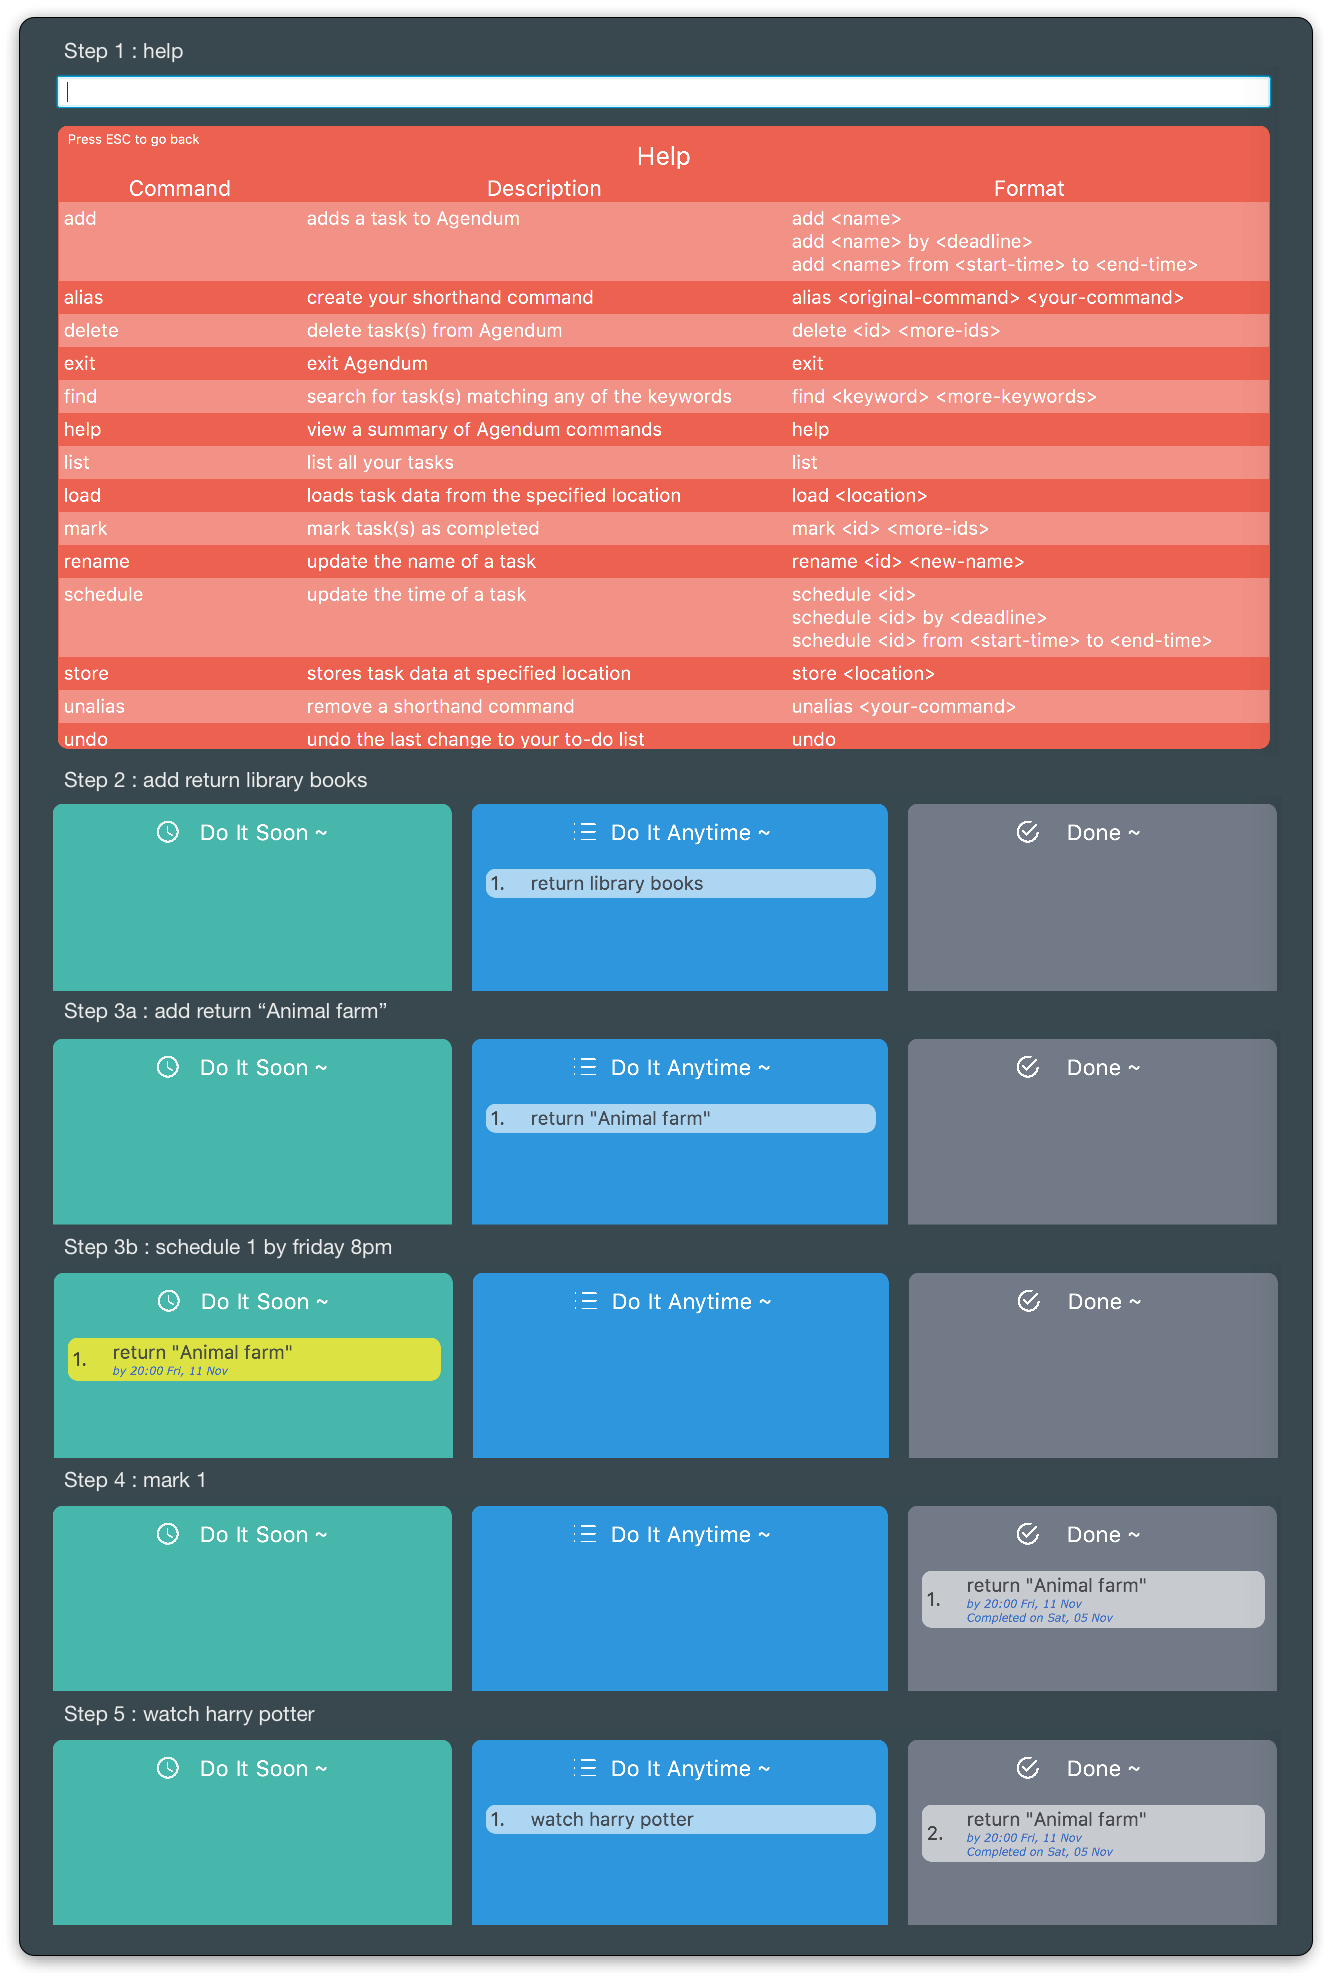 Step 1 : help
Press ESC to go back
Help
Command Description Format
add adds a task to Agendum add <name>
add <name> by <deadline>
add <name> from <start-time> to <end-time>
alias create your shorthand command alias <original-command> <your-command>
delete delete task(s) from Agendum delete <id> <more-ids>
exit exit Agendum exit
find search for task(s) matching any of the keywords find <keyword> <more-keywords>
help view a summary of Agendum commands help
list list all your tasks list
load loads task data from the specified location load <location>
mark mark task(s) as completed mark <id> <more-ids>
rename update the name of a task rename <id> <new-name>
schedule update the time of a task schedule <id>
schedule <id> by <deadline>
schedule <id> from <start-time> to <end-time>
store stores task data at specified location store <location>
unalias remove a shorthand command unalias <your-command>
undo undo the last change to your to-do list undo
Step 2 : add return library books
Do It Soon ~ Do It Anytime ~ Done ~
1. return library books
Step 3a : add return “Animal farm”
Do It Soon ~ Do It Anytime ~ Done ~
1. return "Animal farm"
Step 3b : schedule 1 by friday 8pm
Do It Soon ~ Do It Anytime ~ Done ~
1. return "Animal farm"
by 20:00 Fri, 11 Nov
Step 4 : mark 1
Do It Soon ~ Do It Anytime ~ Done ~
1. return "Animal farm"
by 20:00 Fri, 11 Nov
Completed on Sat, 05 Nov
Step 5 : watch harry potter
Do It Soon ~ Do It Anytime ~ Done ~
1. watch harry potter
2. return "Animal farm"
by 20:00 Fri, 11 Nov
Completed on Sat, 05 Nov